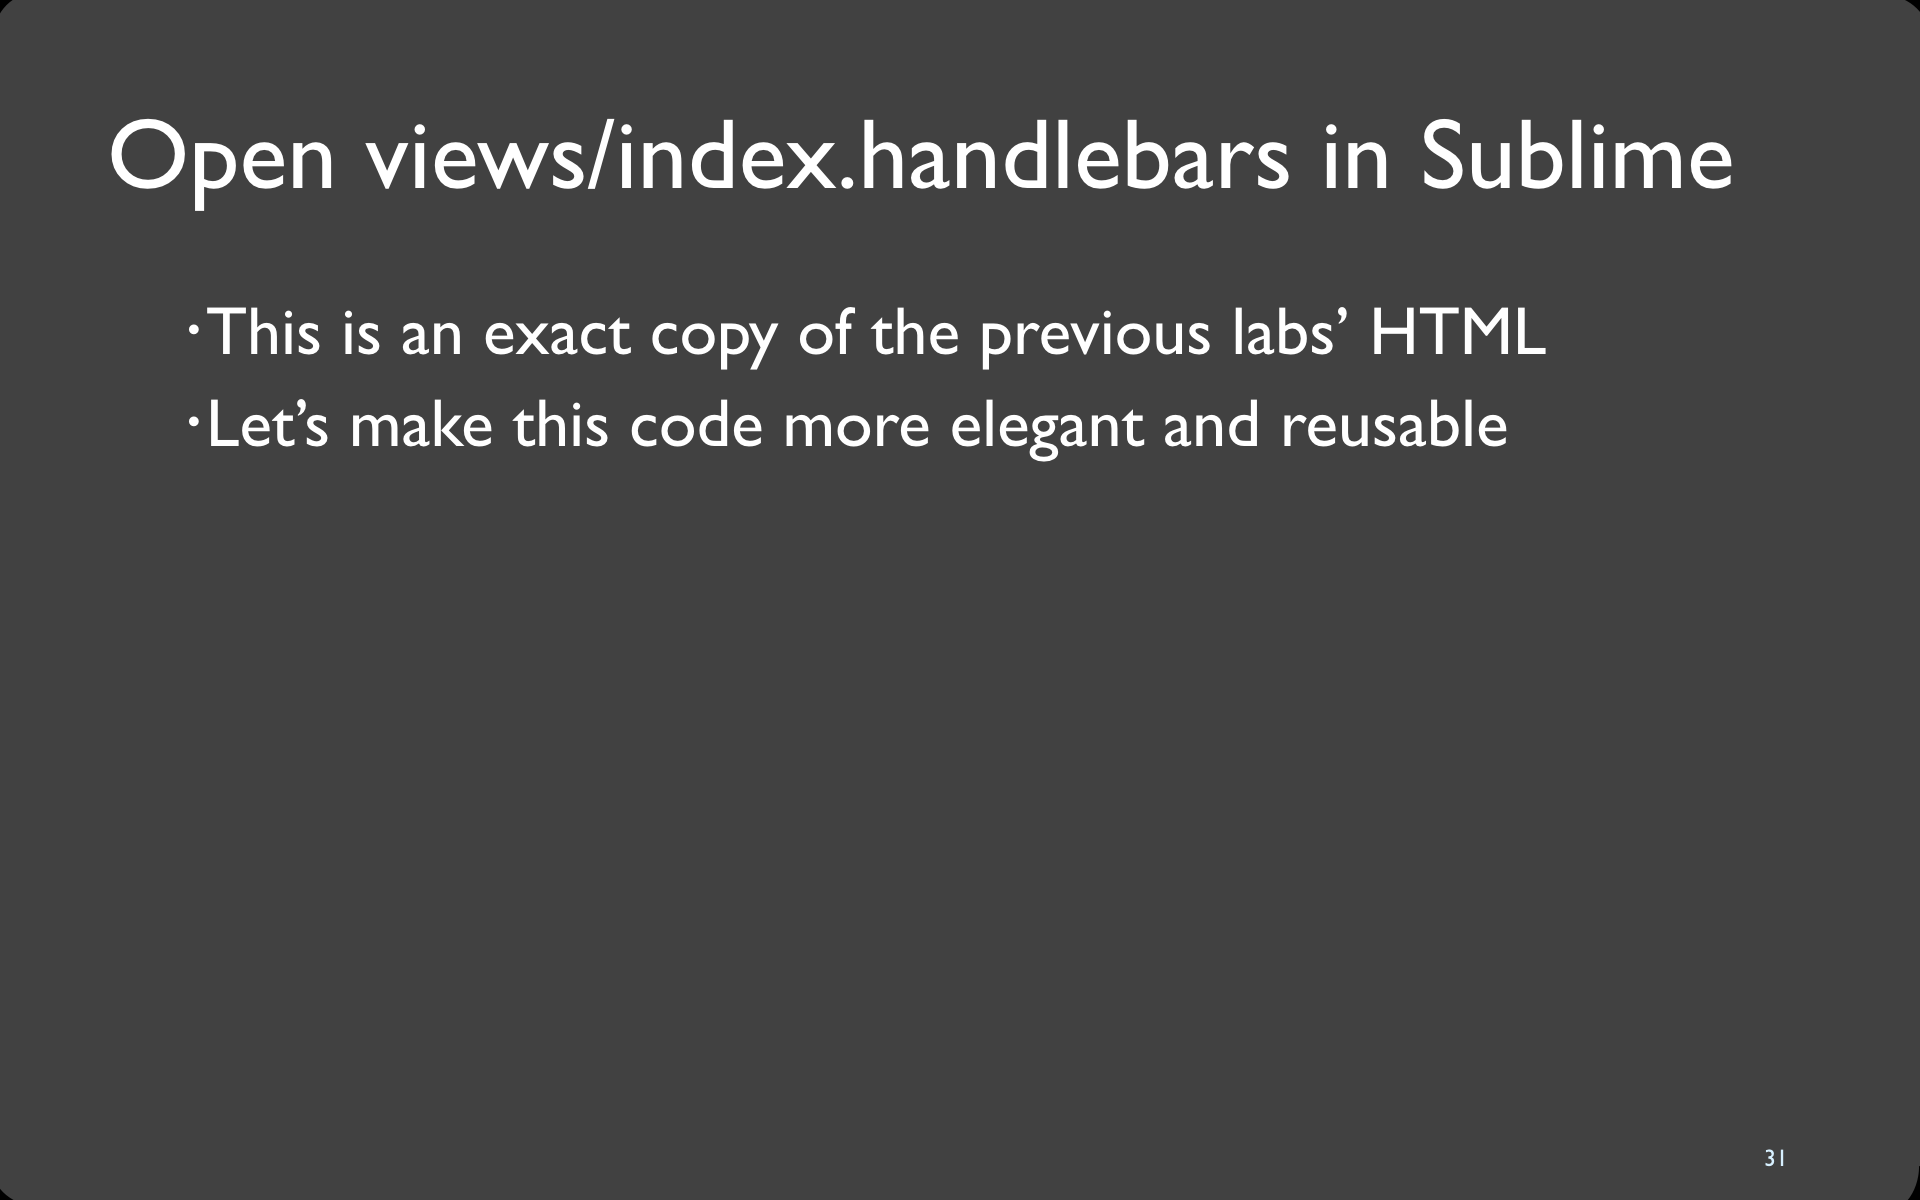 Open views/index.handlebars in Sublime
·This is an exact copy of the previous labs’ HTML
·Let’s make this code more elegant and reusable
31